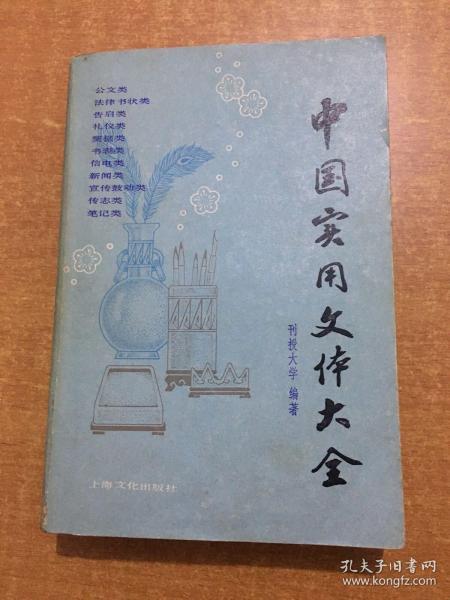 公文类
法律书状类
告启类
礼仪类
契据类
书表类
信电类
新闻类
宣传鼓动类
传志类
笔记类
中国实用文体大全
刊授大学 编著
上海文化出版社
孔夫子旧书网
www.kongfz.com